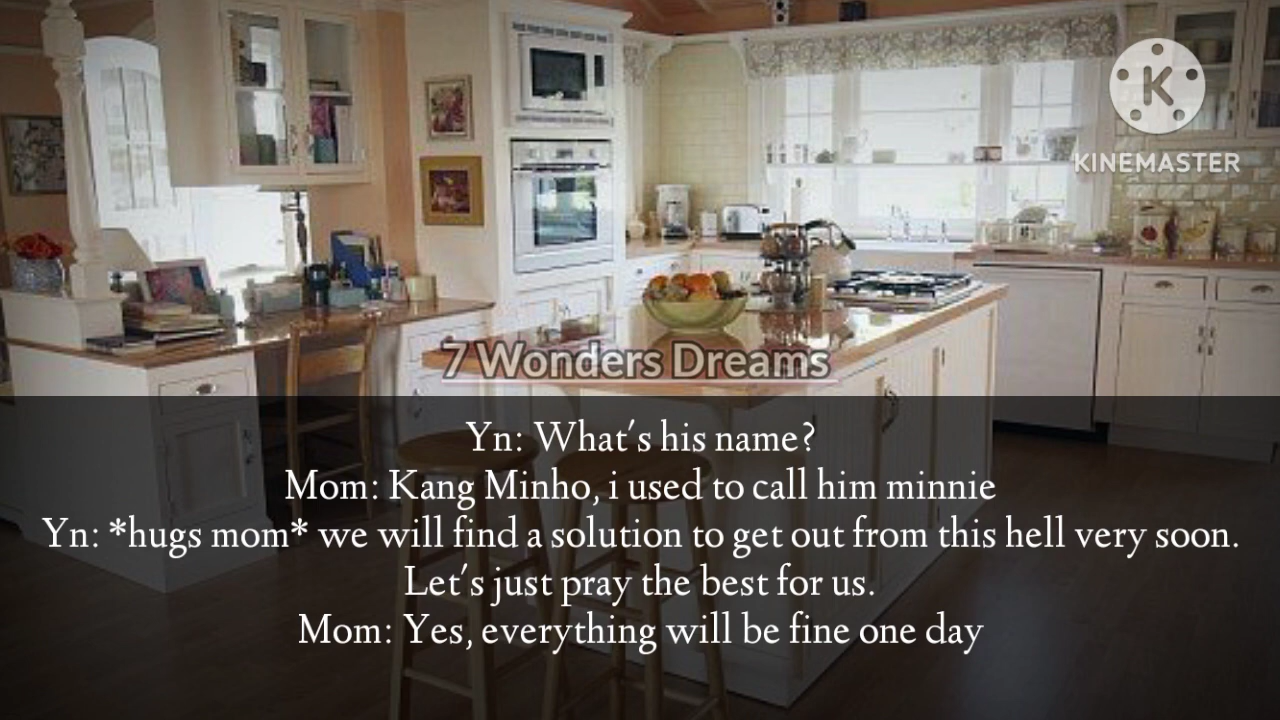 K
KINEMASTER
7 Wonders Dreams
Yn: What's his name?
Mom: Kang Minho, i used to call him minnie
Yn: *hugs mom* we will find a solution to get out from this hell very soon.
Let's just pray the best for us.
Mom: Yes, everything will be fine one day